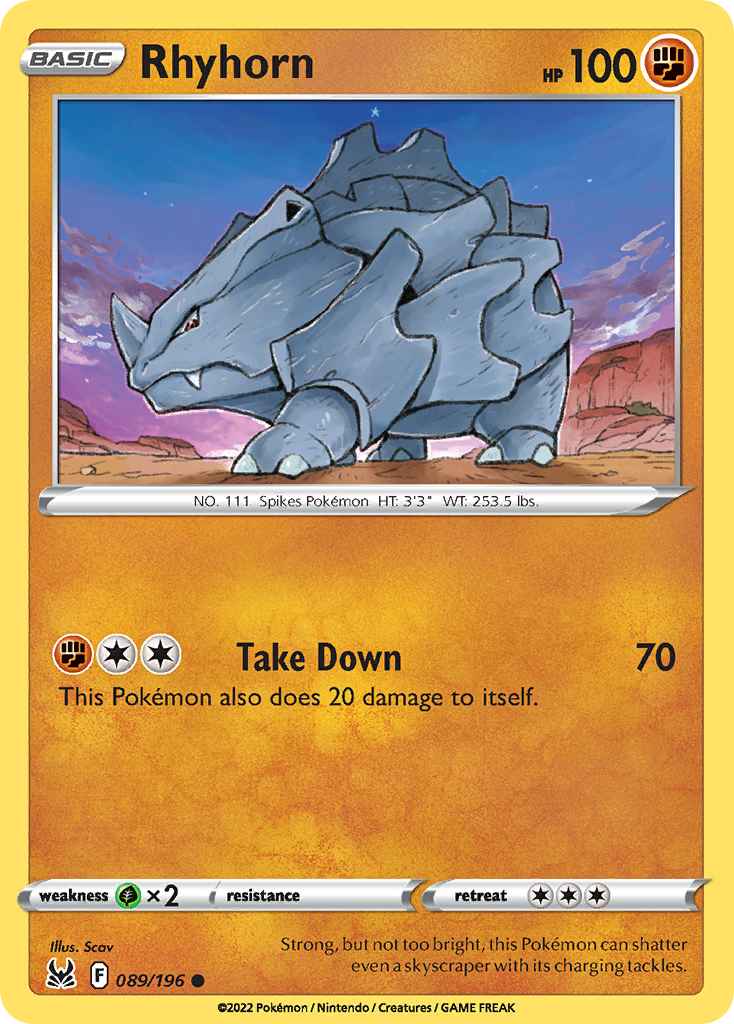 BASIC Rhyhorn HP 100
NO. 111 Spikes Pokémon HT: 3'3" WT: 253.5 lbs.
Take Down 70
This Pokémon also does 20 damage to itself.
weakness ×2 resistance retreat
Illus. Scav
Strong, but not too bright, this Pokémon can shatter
even a skyscraper with its charging tackles.
F 089/196
©2022 Pokémon / Nintendo / Creatures / GAME FREAK